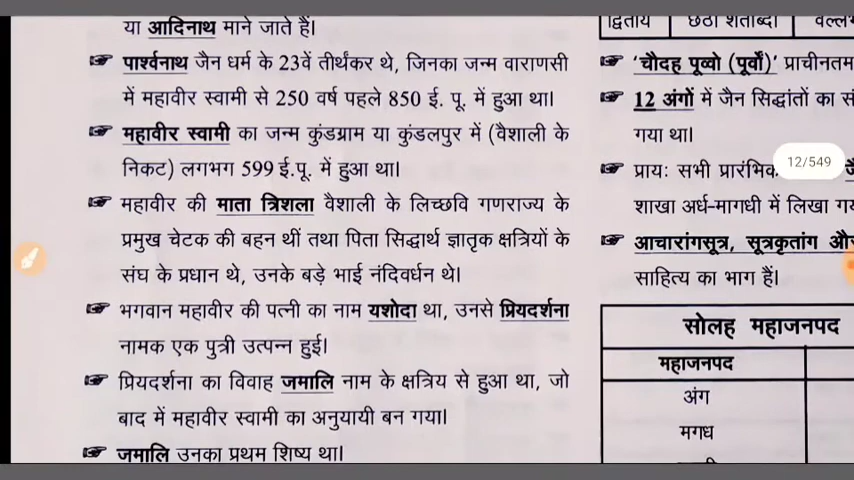 या आदिनाथ माने जाते हैं।
☞ पार्श्वनाथ जैन धर्म के 23वें तीर्थंकर थे, जिनका जन्म वाराणसी
में महावीर स्वामी से 250 वर्ष पहले 850 ई. पू. में हुआ था।
☞ महावीर स्वामी का जन्म कुंडग्राम या कुंडलपुर में (वैशाली के
निकट) लगभग 599 ई.पू. में हुआ था।
☞ महावीर की माता त्रिशला वैशाली के लिच्छवि गणराज्य के
प्रमुख चेटक की बहन थीं तथा पिता सिद्धार्थ ज्ञातृक क्षत्रियों के
संघ के प्रधान थे, उनके बड़े भाई नंदिवर्धन थे।
☞ भगवान महावीर की पत्नी का नाम यशोदा था, उनसे प्रियदर्शना
नामक एक पुत्री उत्पन्न हुई।
☞ प्रियदर्शना का विवाह जमालि नाम के क्षत्रिय से हुआ था, जो
बाद में महावीर स्वामी का अनुयायी बन गया।
☞ जमालि उनका प्रथम शिष्य था।
द्वितीय छठी शताब्दी
☞ 'चौदह पूव्वो (पूर्वों)' प्राचीनतम
☞ 12 अंगों में जैन सिद्धांतों का
गया था।
12/549
☞ प्रायः सभी प्रारंभिक
शाखा अर्ध-मागधी में लिखा
☞ आचारांगसूत्र, सूत्रकृतांग और
साहित्य का भाग हैं।
सोलह महाजनपद
महाजनपद
अंग
मगध